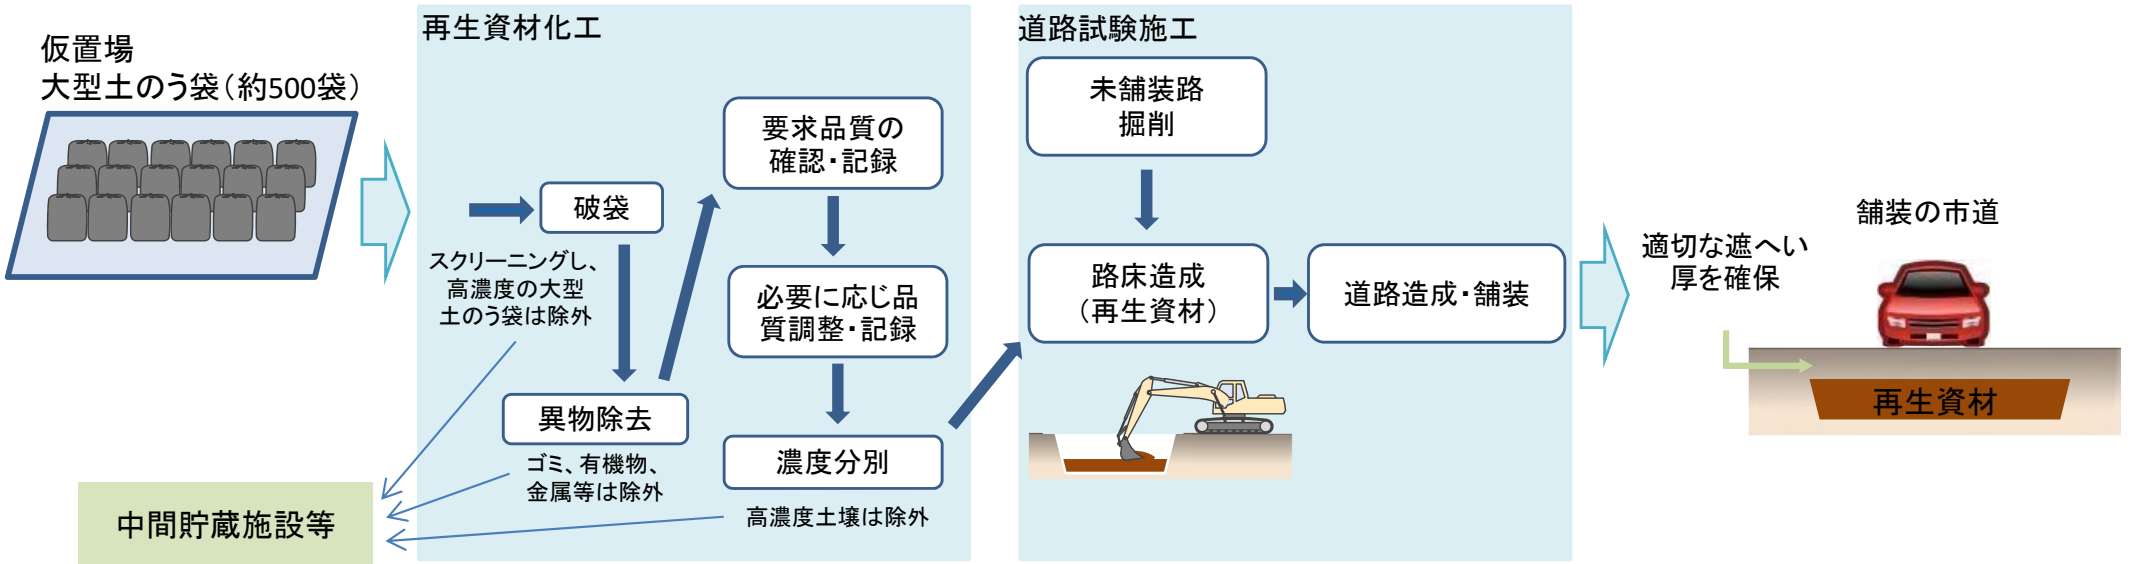 仮置場
大型土のう袋（約500袋）
再生資材化工
破袋
スクリーニングし、
高濃度の大型
土のう袋は除外
異物除去
ゴミ、有機物、
金属等は除外
要求品質の
確認・記録
必要に応じ品
質調整・記録
濃度分別
高濃度土壌は除外
中間貯蔵施設等
道路試験施工
未舗装路
掘削
路床造成
（再生資材）
道路造成・舗装
適切な遮へい
厚を確保
舗装の市道
再生資材